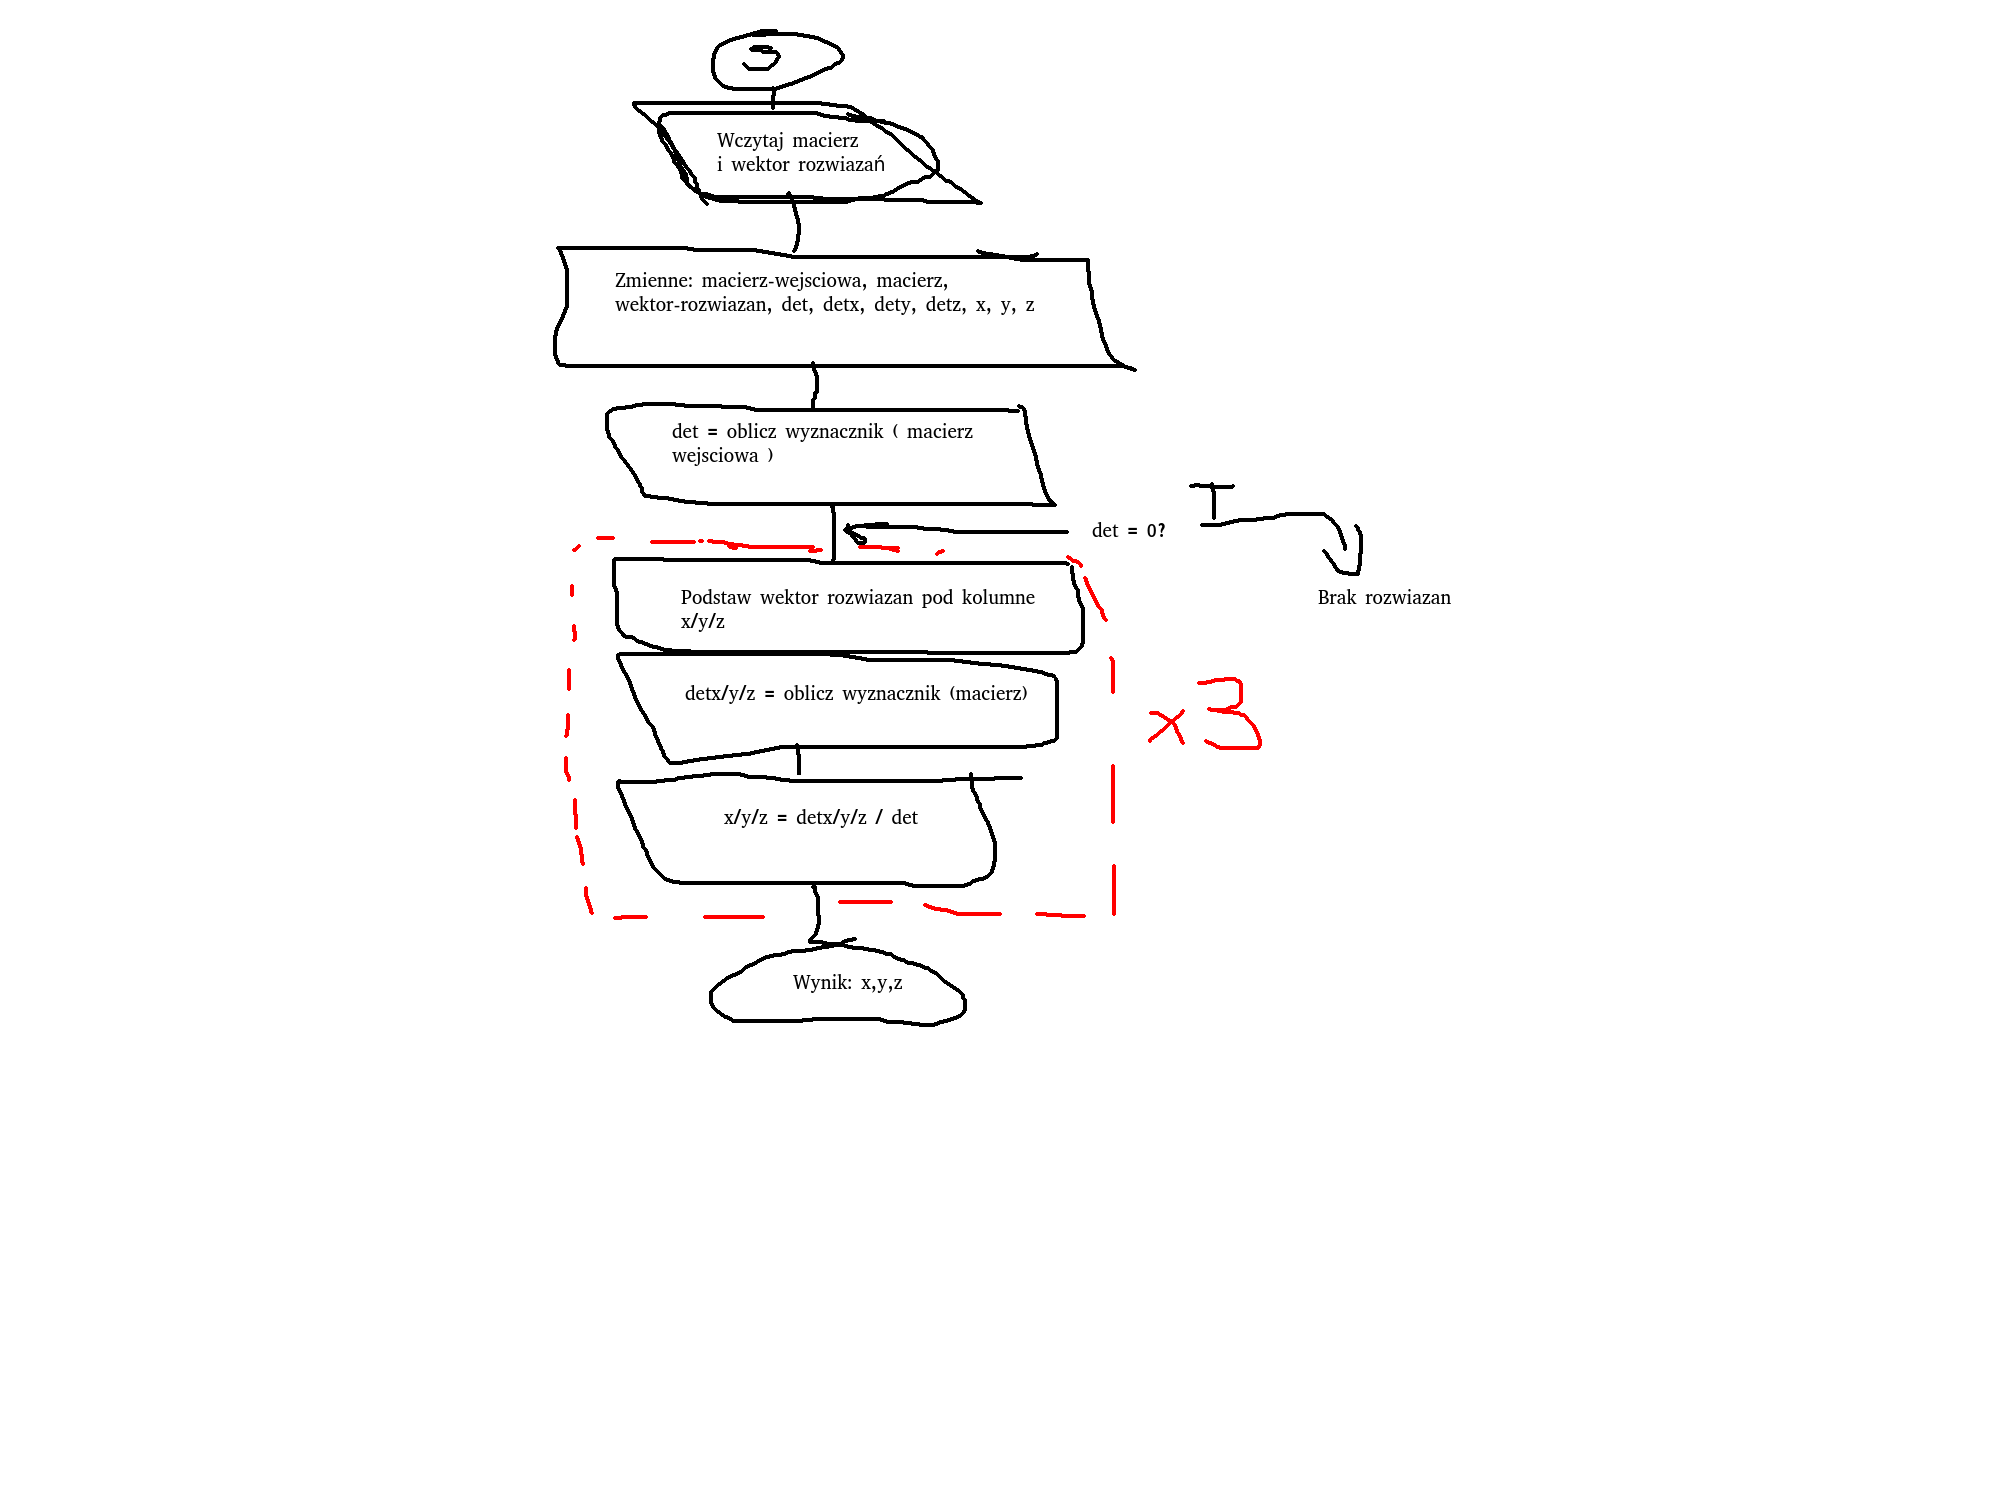 Wczytaj macierz
i wektor rozwiazań
Zmienne: macierz-wejsciowa, macierz,
wektor-rozwiazan, det, detx, dety, detz, x, y, z
det = oblicz wyznacznik ( macierz
wejsciowa )
T
det = 0?
Podstaw wektor rozwiazan pod kolumne
x/y/z
Brak rozwiazan
detx/y/z = oblicz wyznacznik (macierz)
x3
x/y/z = detx/y/z / det
Wynik: x,y,z